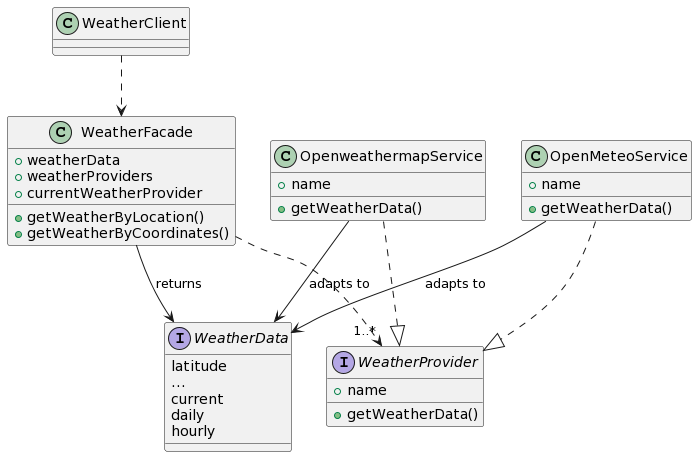 C WeatherClient
C WeatherFacade
weatherData
weatherProviders
currentWeatherProvider
getWeatherByLocation()
getWeatherByCoordinates()
C OpenweathermapService
name
getWeatherData()
C OpenMeteoService
name
getWeatherData()
returns
adapts to
adapts to
1..*
I WeatherData
latitude
...
current
daily
hourly
I WeatherProvider
name
getWeatherData()